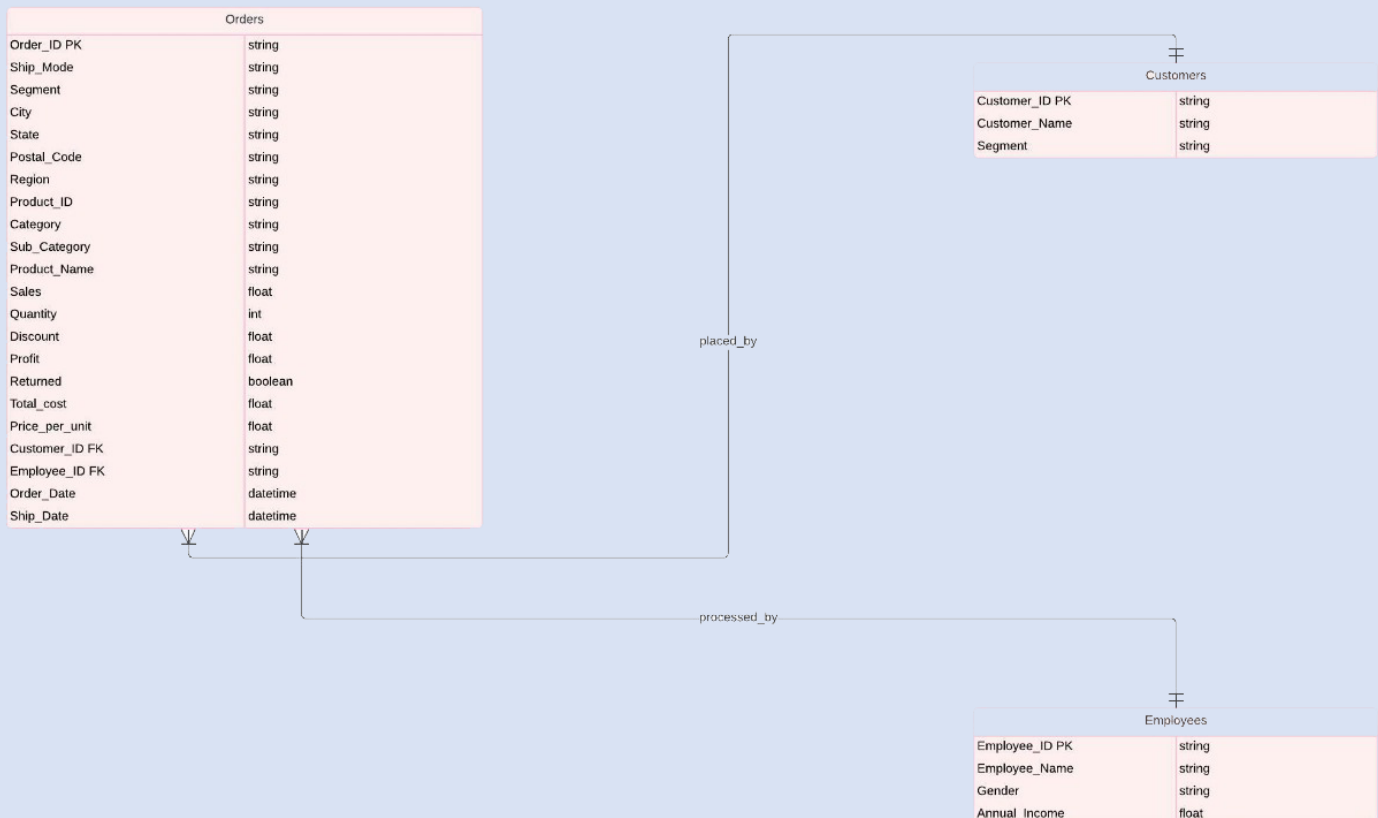 Orders
Order_ID PK string
Ship_Mode string
Segment string
City string
State string
Postal_Code string
Region string
Product_ID string
Category string
Sub_Category string
Product_Name string
Sales float
Quantity int
Discount float
Profit float
Returned boolean
Total_cost float
Price_per_unit float
Customer_ID FK string
Employee_ID FK string
Order_Date datetime
Ship_Date datetime
Customers
Customer_ID PK string
Customer_Name string
Segment string
placed_by
processed_by
Employees
Employee_ID PK string
Employee_Name string
Gender string
Annual_Income float